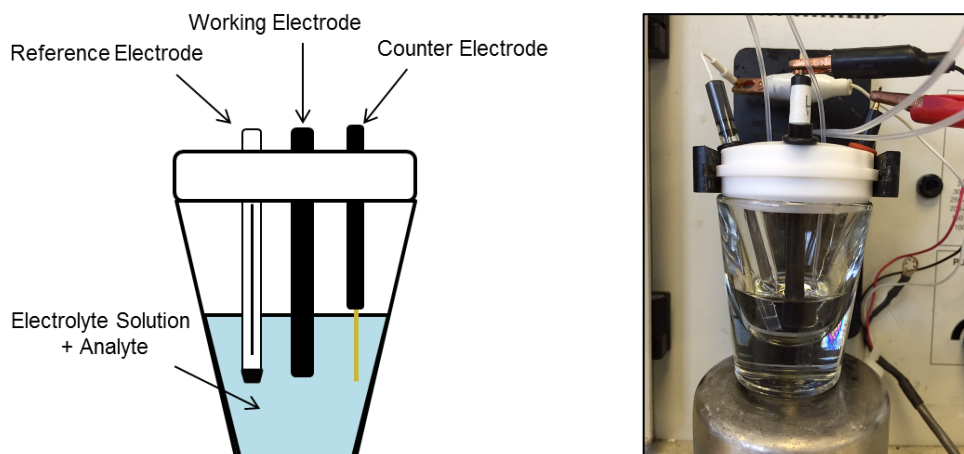 Working Electrode
Reference Electrode
Counter Electrode
Electrolyte Solution
+ Analyte